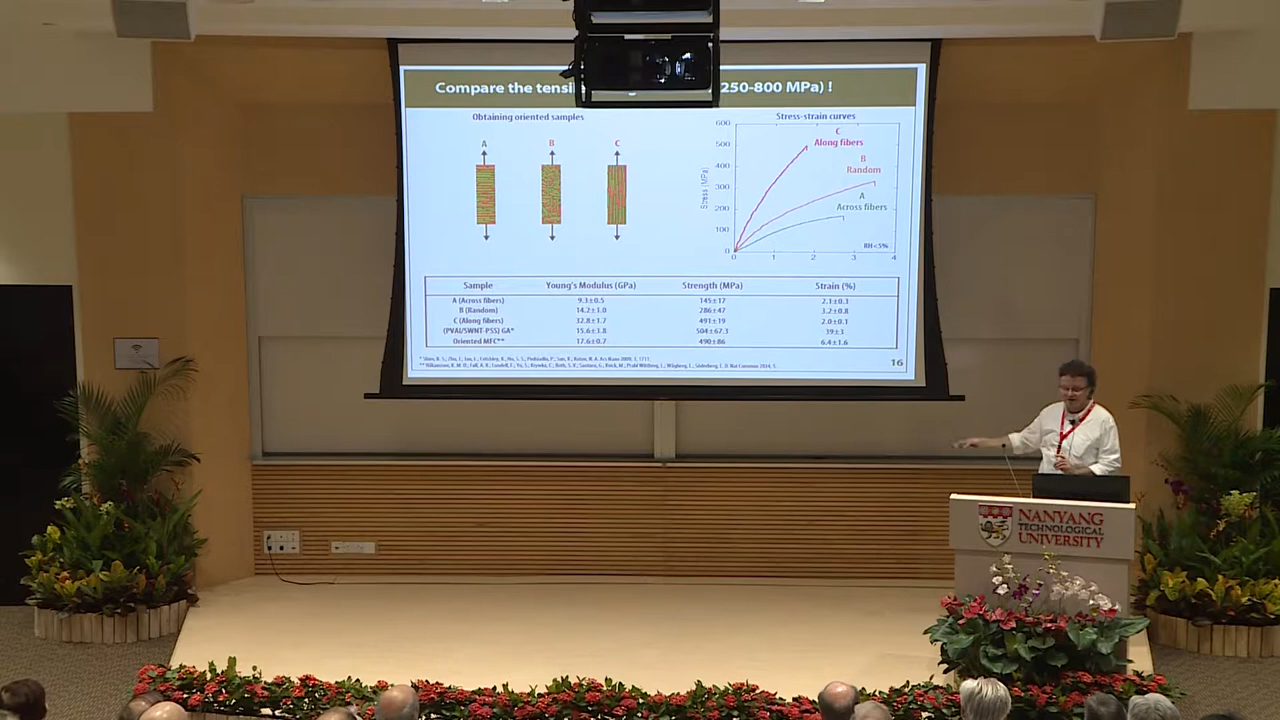 Compare the tensi 250-800 MPa) !
Obtaining oriented samples
A B C
Stress-strain curves
Stress (MPa)
600
500
400
300
200
100
0
0 1 2 3 4
C
Along fibers
B
Random
A
Across fibers
RH<5%
Sample Young's Modulus (GPa) Strength (MPa) Strain (%)
A (Across fibers) 9.3±0.5 145±17 2.1±0.3
B (Random) 14.2±3.0 286±47 3.2±0.8
C (Along fibers) 32.8±1.7 491±19 2.0±0.1
(PVAl/SWNT-PSS) GA* 15.6±3.8 504±67.3 39±3
Oriented MFC** 17.6±0.7 490±86 6.4±1.6
16
NANYANG
TECHNOLOGICAL
UNIVERSITY